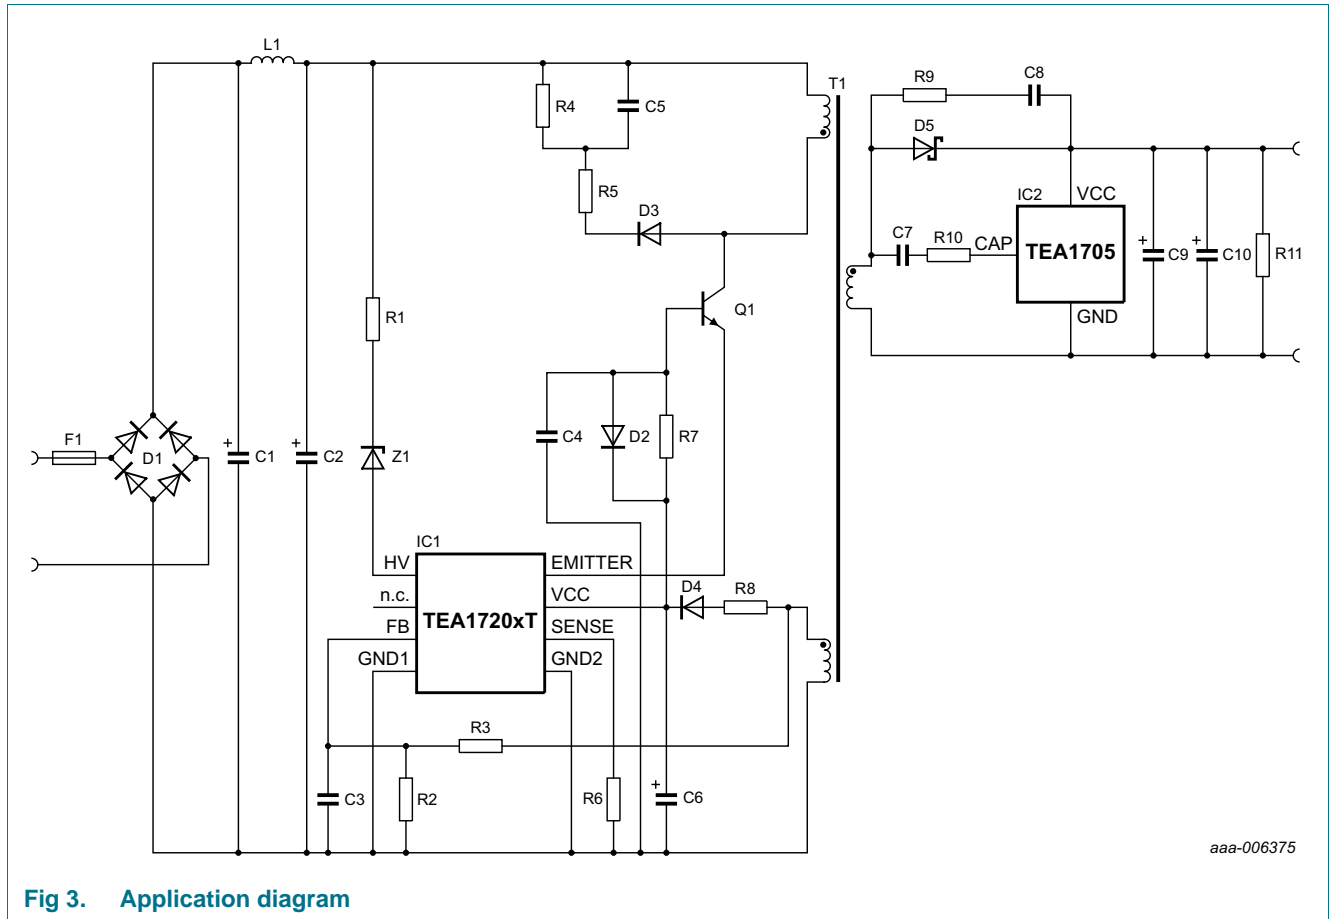 L1
T1
R9
C8
R4
C5
D5
R5
IC2
VCC
D3
C7
R10
CAP
TEA1705
+
C9
+
C10
R11
R1
Q1
GND
F1
D1
+
C1
+
C2
Z1
C4
D2
R7
IC1
HV
EMITTER
n.c.
VCC
D4
R8
TEA1720xT
FB
SENSE
GND1
GND2
R3
C3
R2
R6
+
C6
aaa-006375
Fig 3. Application diagram